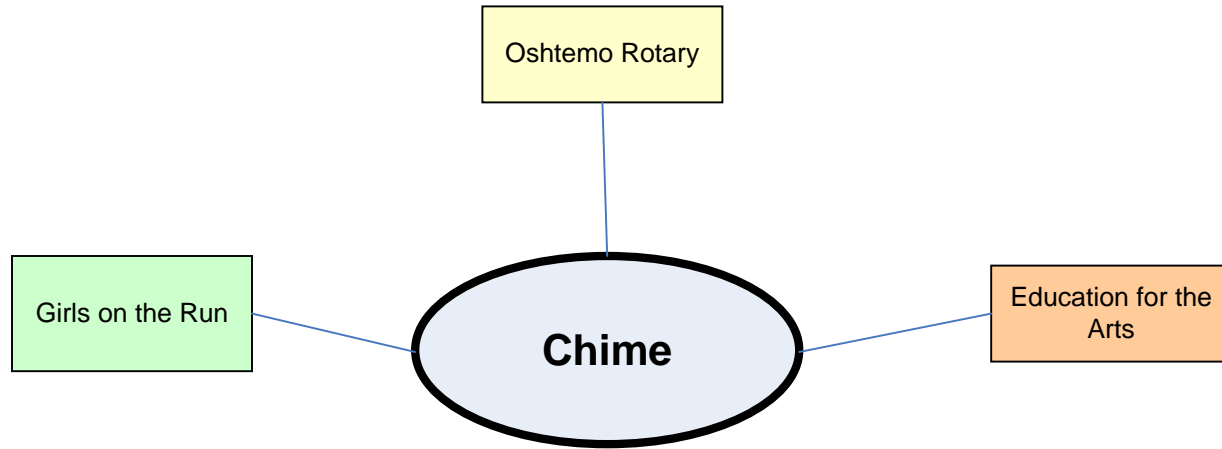 Oshtemo Rotary
Girls on the Run
Education for the
Arts
Chime